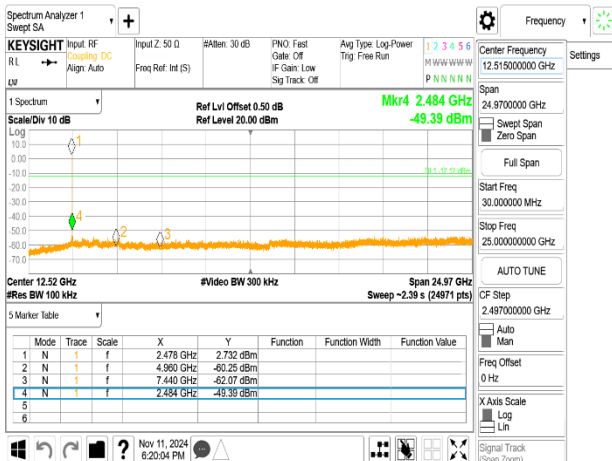 Spectrum Analyzer 1
Swept SA
+
Frequency
KEYSIGHT
Input: RF
Coupling: DC
Align: Auto
Input Z: 50 Ω
Freq Ref: Int (S)
#Atten: 30 dB
PNO: Fast
Gate: Off
IF Gain: Low
Sig Track: Off
Avg Type: Log-Power
Trig: Free Run
1 2 3 4 5 6
M W W W W W
P N N N N N
RL
LXI
1 Spectrum
Scale/Div 10 dB
Ref Lvl Offset 0.50 dB
Ref Level 20.00 dBm
Mkr4 2.484 GHz
-49.39 dBm
Log
10.0
0.00
-10.0
-20.0
-30.0
-40.0
-50.0
-60.0
-70.0
1
2
3
4
Center 12.52 GHz
#Res BW 100 kHz
#Video BW 300 kHz
Span 24.97 GHz
Sweep ~2.39 s (24971 pts)
5 Marker Table
Mode Trace Scale X Y Function Function Width Function Value
1 N 1 f 2.478 GHz 2.732 dBm
2 N 1 f 4.960 GHz -60.25 dBm
3 N 1 f 7.440 GHz -62.07 dBm
4 N 1 f 2.484 GHz -49.39 dBm
5
6
?
Nov 11, 2024
6:20:04 PM
Center Frequency
12.515000000 GHz
Settings
Span
24.9700000 GHz
Swept Span
Zero Span
Full Span
Start Freq
30.000000 MHz
Stop Freq
25.000000000 GHz
AUTO TUNE
CF Step
2.497000000 GHz
Auto
Man
Freq Offset
0 Hz
X Axis Scale
Log
Lin
Signal Track
(Span Zoom)